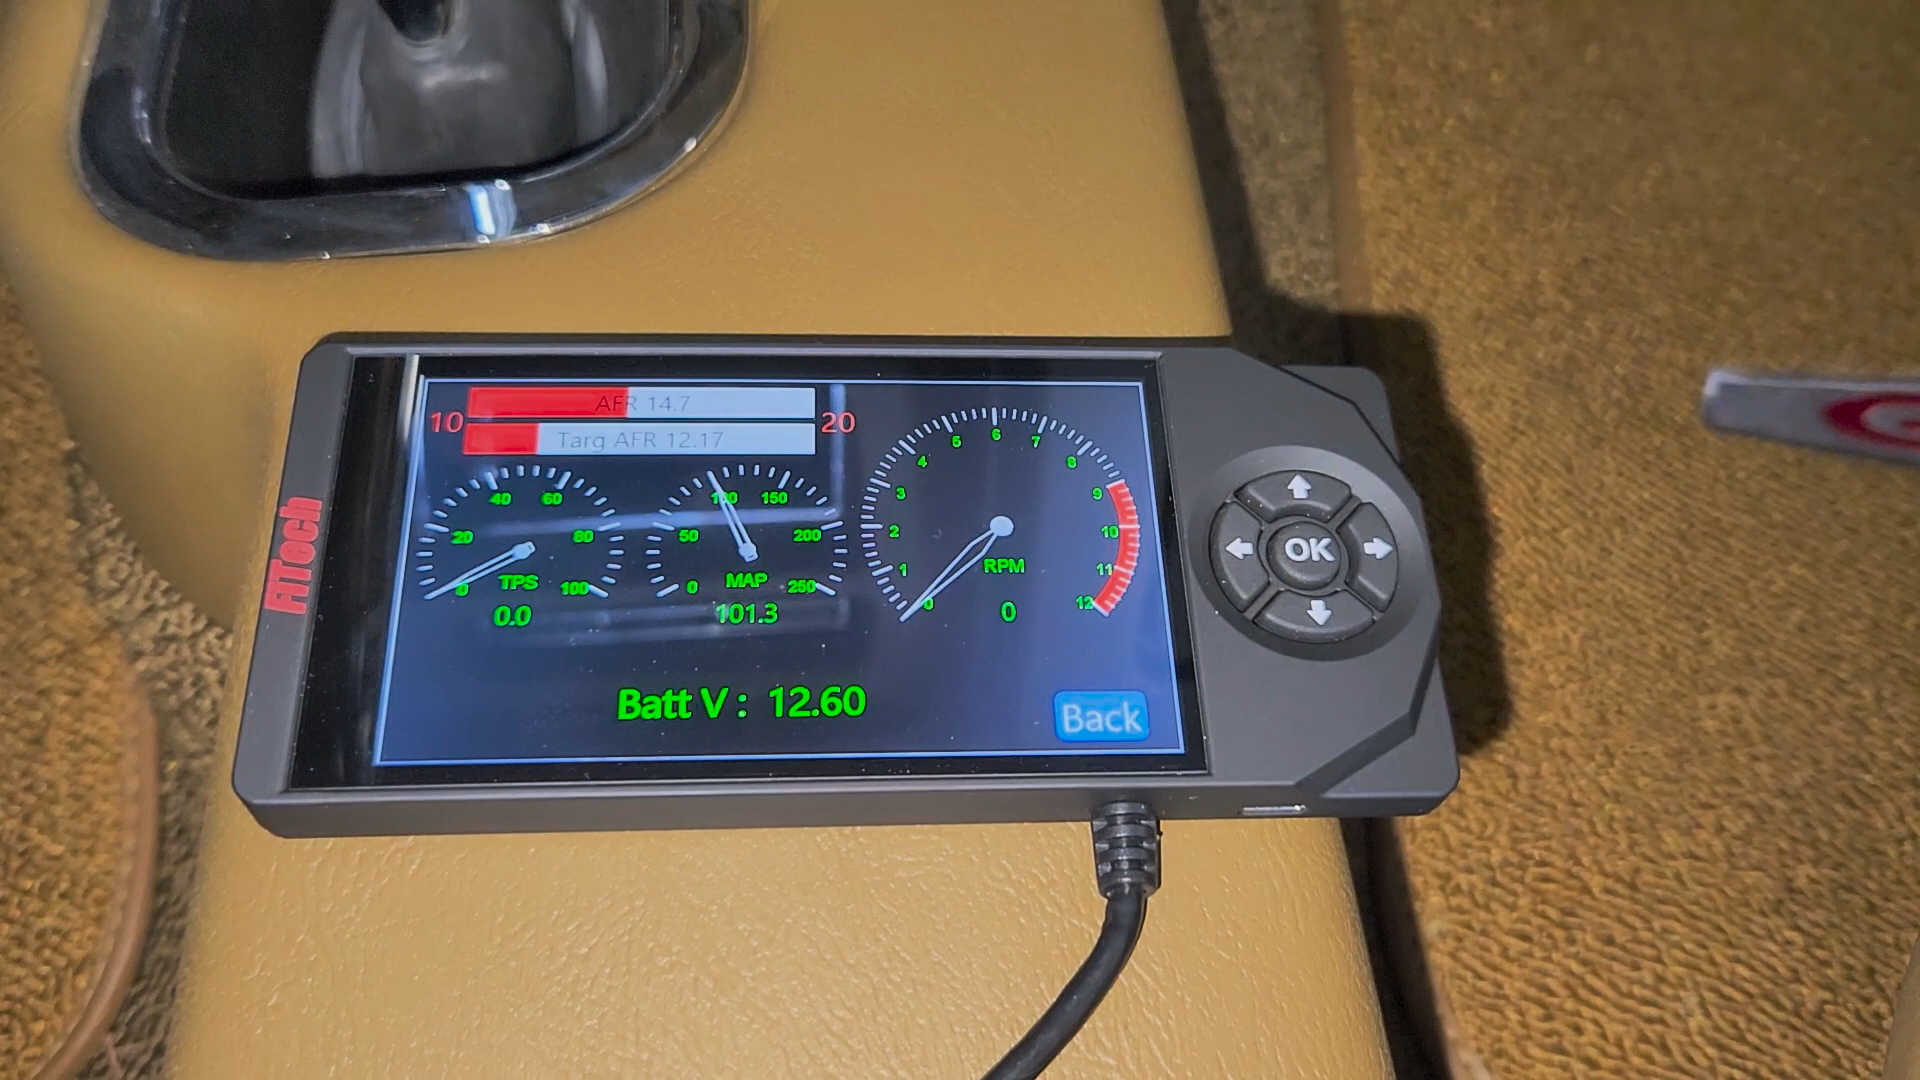 FiTech
AFR 14.7
10
20
Targ AFR 12.17
0 20 40 60 80 100
TPS
0.0
0 50 100 150 200 250
MAP
101.3
0 1 2 3 4 5 6 7 8 9 10 11 12
RPM
0
Batt V : 12.60
Back
OK
G